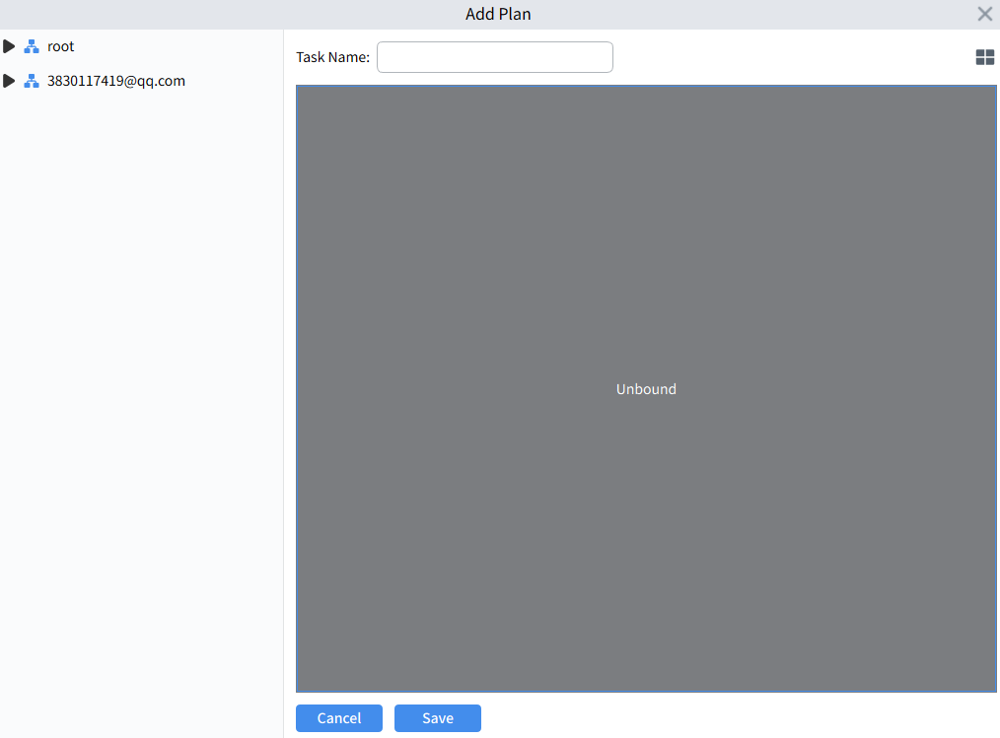 Add Plan
root
3830117419@qq.com
Task Name:
Unbound
Cancel
Save